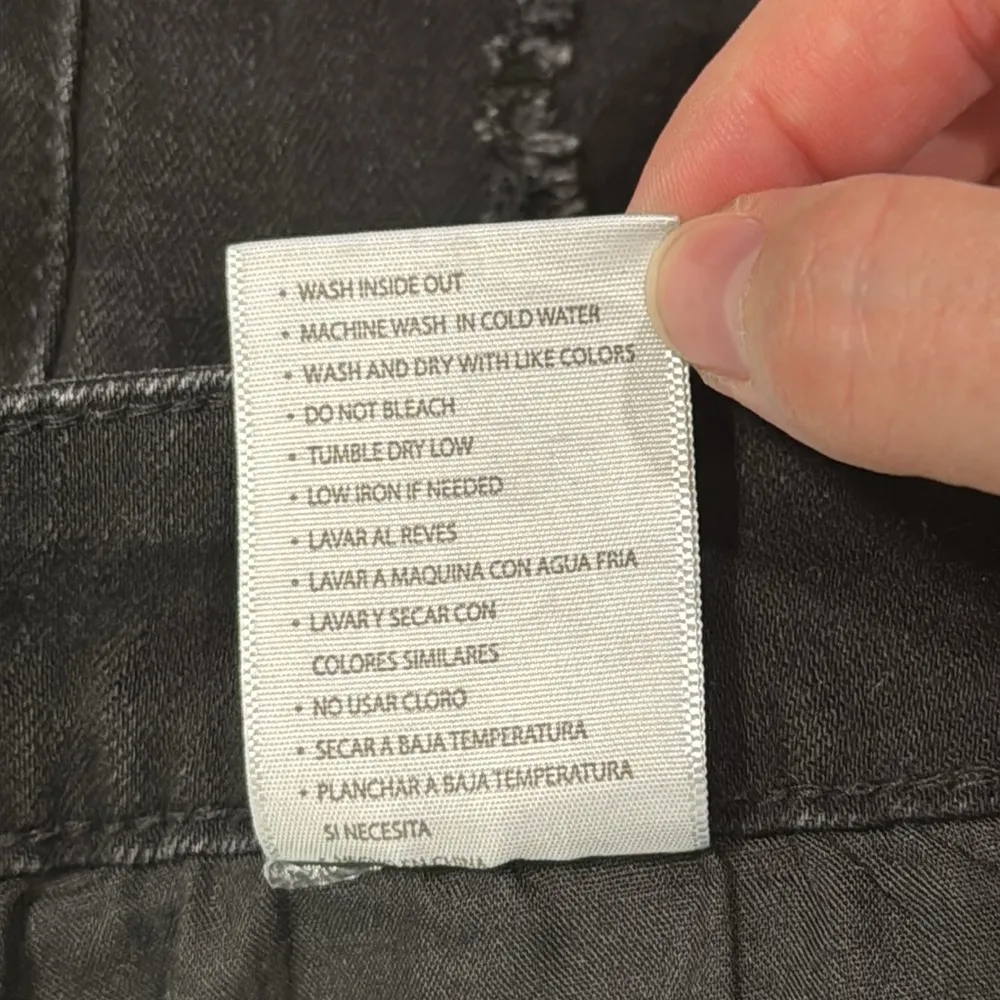 • WASH INSIDE OUT
• MACHINE WASH IN COLD WATER
• WASH AND DRY WITH LIKE COLORS
• DO NOT BLEACH
• TUMBLE DRY LOW
• LOW IRON IF NEEDED
• LAVAR AL REVES
• LAVAR A MAQUINA CON AGUA FRIA
• LAVAR Y SECAR CON
COLORES SIMILARES
• NO USAR CLORO
• SECAR A BAJA TEMPERATURA
• PLANCHAR A BAJA TEMPERATURA
SI NECESITA